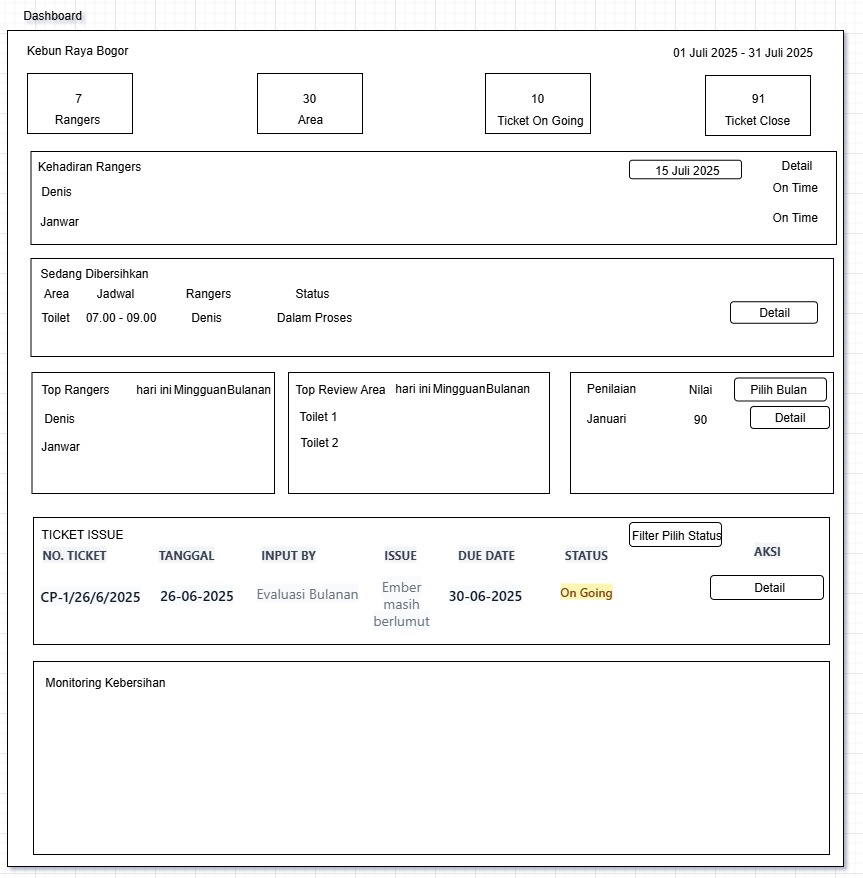 Dashboard
Kebun Raya Bogor
01 Juli 2025 - 31 Juli 2025
7
Rangers
30
Area
10
Ticket On Going
91
Ticket Close
Kehadiran Rangers
15 Juli 2025
Detail
Denis
On Time
Janwar
On Time
Sedang Dibersihkan
Area Jadwal Rangers Status
Toilet 07.00 - 09.00 Denis Dalam Proses
Detail
Top Rangers hari ini Mingguan Bulanan
Denis
Janwar
Top Review Area hari ini Mingguan Bulanan
Toilet 1
Toilet 2
Penilaian Nilai Pilih Bulan
Januari 90 Detail
TICKET ISSUE
Filter Pilih Status
NO. TICKET TANGGAL INPUT BY ISSUE DUE DATE STATUS AKSI
CP-1/26/6/2025 26-06-2025 Evaluasi Bulanan
Ember
masih
berlumut
30-06-2025 On Going Detail
Monitoring Kebersihan